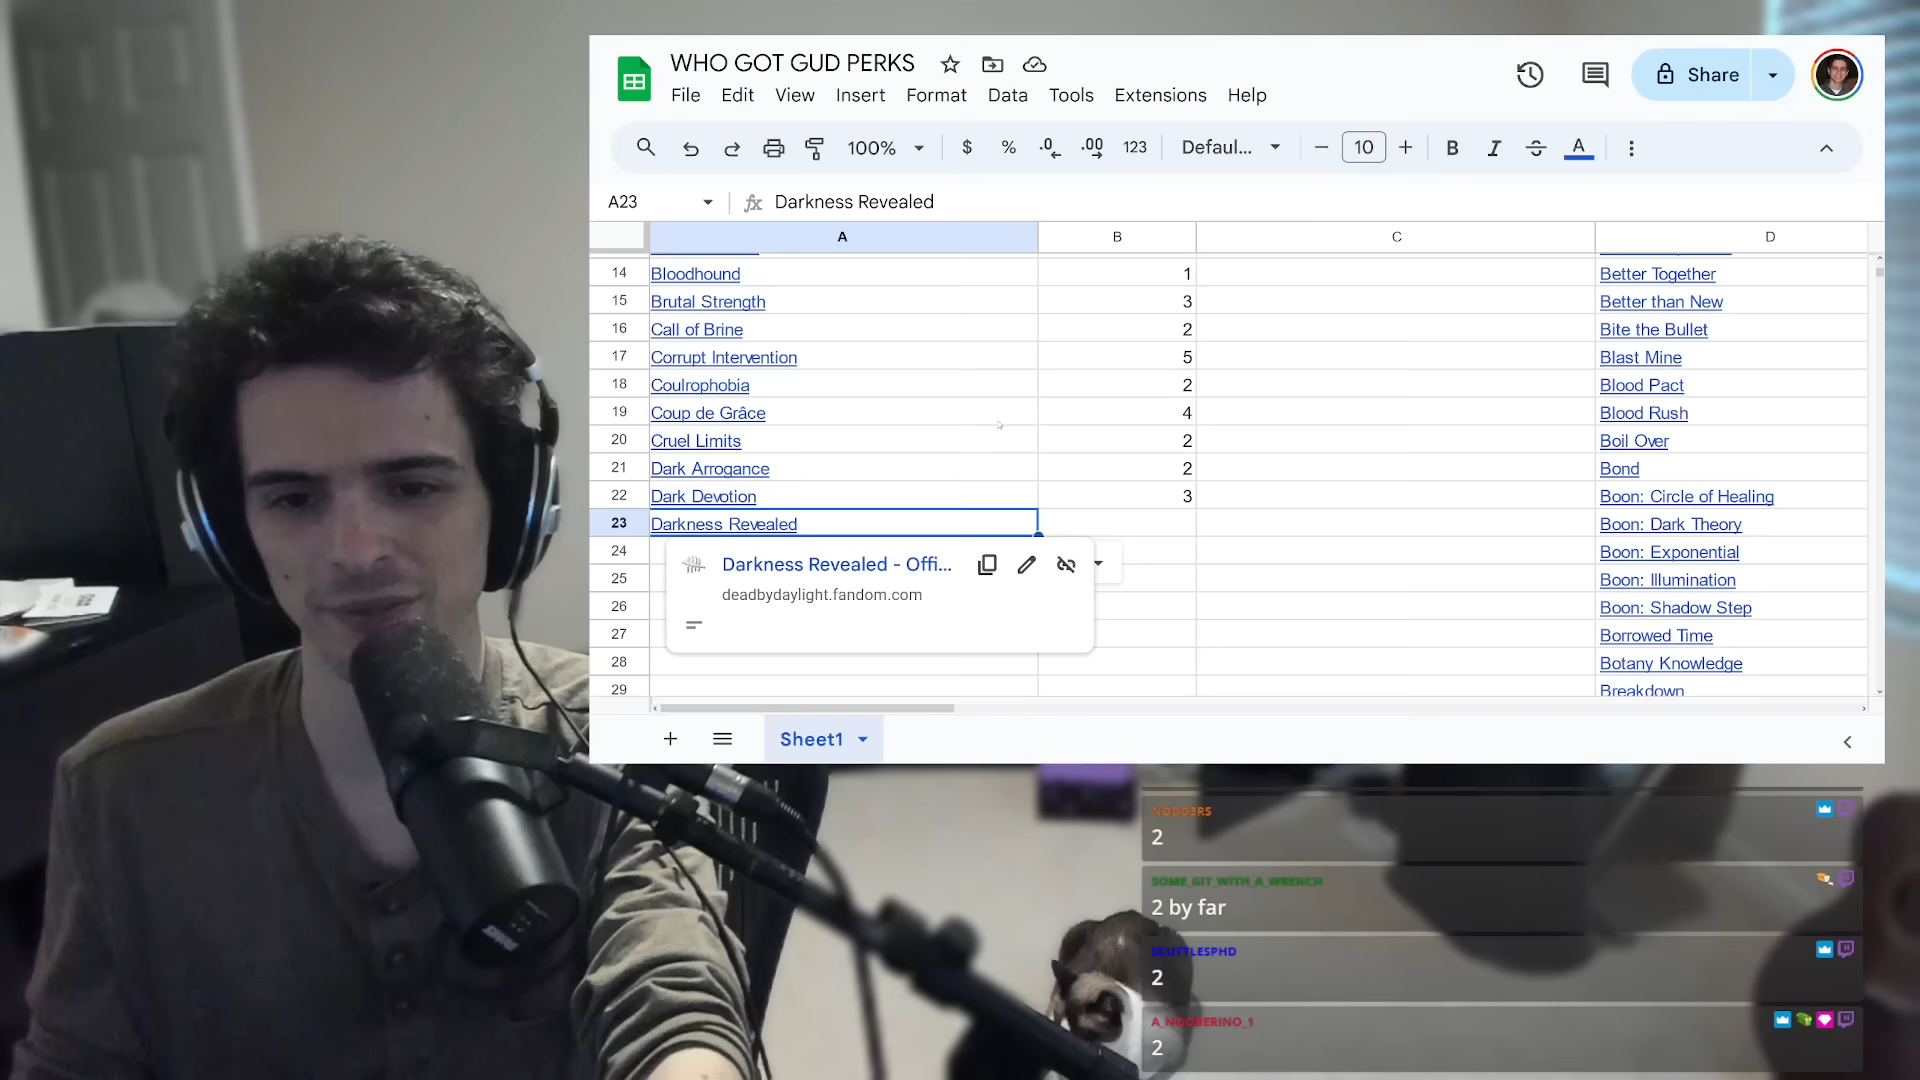 WHO GOT GUD PERKS
File Edit View Insert Format Data Tools Extensions Help
Share
100% $ % .0 .00 123 Defaul... 10 B I A
A23 fx Darkness Revealed
A B C D
14 Bloodhound 1 Better Together
15 Brutal Strength 3 Better than New
16 Call of Brine 2 Bite the Bullet
17 Corrupt Intervention 5 Blast Mine
18 Coulrophobia 2 Blood Pact
19 Coup de Grâce 4 Blood Rush
20 Cruel Limits 2 Boil Over
21 Dark Arrogance 2 Bond
22 Dark Devotion 3 Boon: Circle of Healing
23 Darkness Revealed Boon: Dark Theory
24 Boon: Exponential
25 Boon: Illumination
26 Boon: Shadow Step
27 Borrowed Time
28 Botany Knowledge
29 Breakdown
Darkness Revealed - Offi...
deadbydaylight.fandom.com
Sheet1
NODD3RS
2
SOME_GIT_WITH_A_WRENCH
2 by far
SCUTTLESPHD
2
A_NOOBERINO_1
2